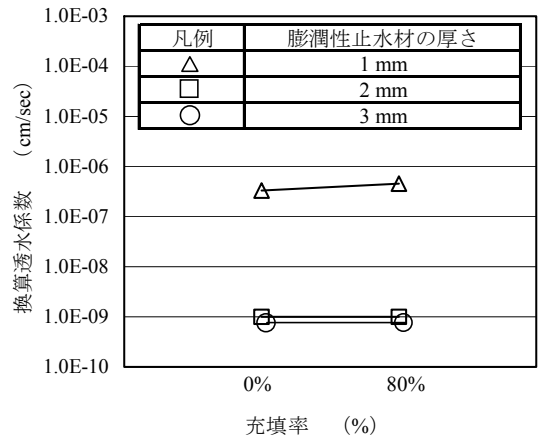 1.0E-03
凡例 膨潤性止水材の厚さ
△ 1 mm
□ 2 mm
○ 3 mm
1.0E-04
1.0E-05
1.0E-06
1.0E-07
1.0E-08
1.0E-09
1.0E-10
換算透水係数 (cm/sec)
0% 80%
充填率 (%)